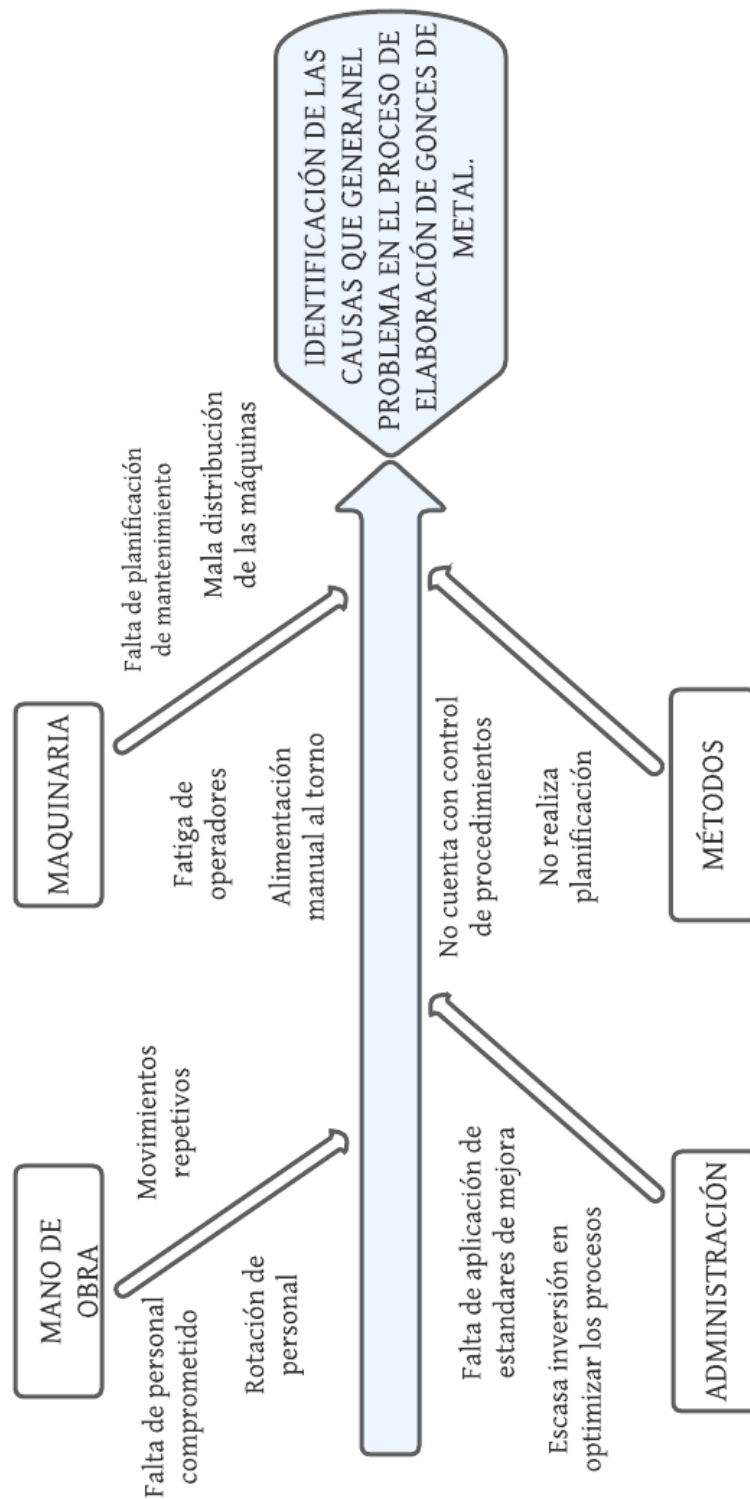 MANO DE
OBRA
Falta de personal
comprometido
Movimientos
repetivos
Rotación de
personal
MAQUINARIA
Fatiga de
operadores
Alimentación
manual al torno
Falta de planificación
de mantenimiento
Mala distribución
de las máquinas
IDENTIFICACIÓN DE LAS
CAUSAS QUE GENERANEL
PROBLEMA EN EL PROCESO DE
ELABORACIÓN DE GONCES DE
METAL.
Falta de aplicación de
estandares de mejora
Escasa inversión en
optimizar los procesos
ADMINISTRACIÓN
No cuenta con control
de procedimientos
No realiza
planificación
MÉTODOS